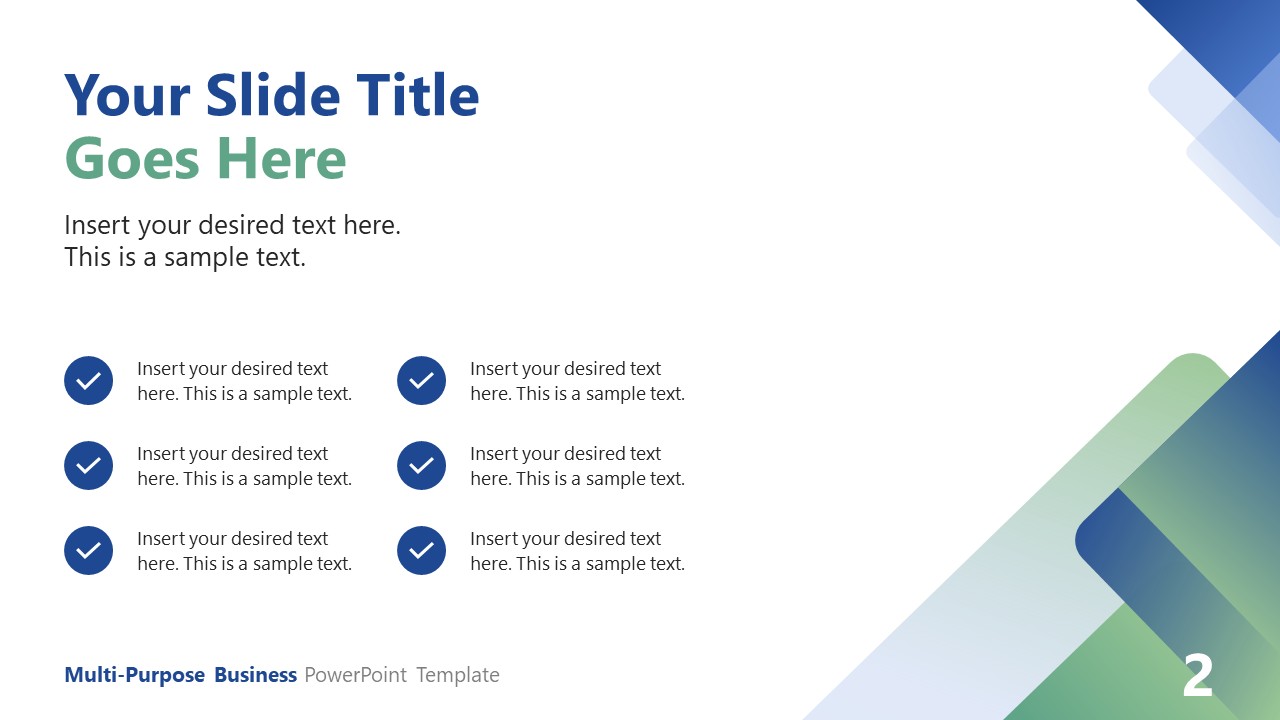 Your Slide Title
Goes Here
Insert your desired text here.
This is a sample text.
Insert your desired text
here. This is a sample text.
Insert your desired text
here. This is a sample text.
Insert your desired text
here. This is a sample text.
Insert your desired text
here. This is a sample text.
Insert your desired text
here. This is a sample text.
Insert your desired text
here. This is a sample text.
Multi-Purpose Business PowerPoint Template
2